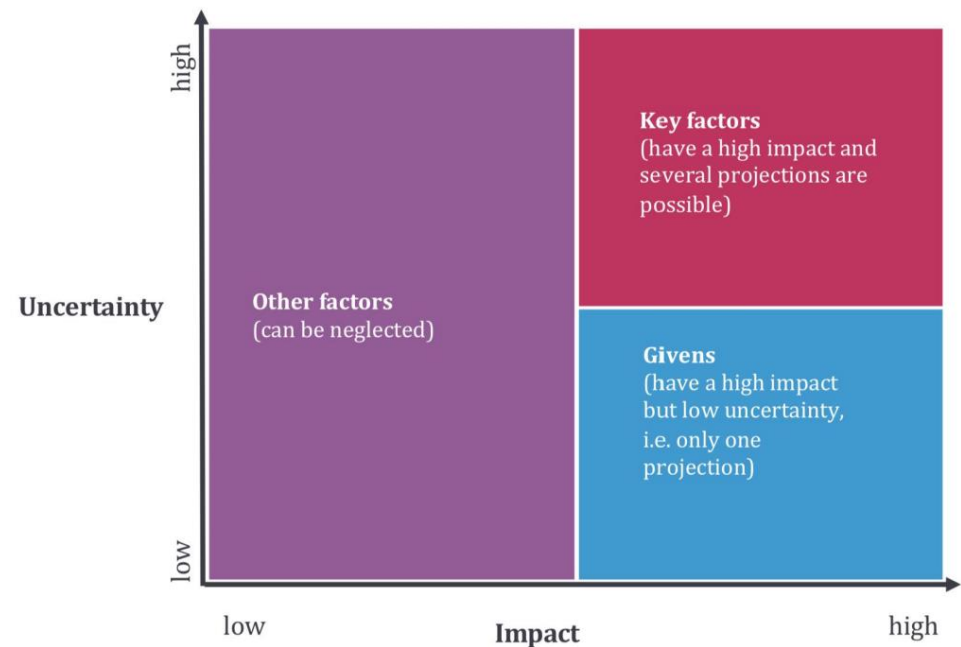 high
Key factors
(have a high impact and
several projections are
possible)
Uncertainty
Other factors
(can be neglected)
Givens
(have a high impact
but low uncertainty,
i.e. only one
projection)
low
low
Impact
high